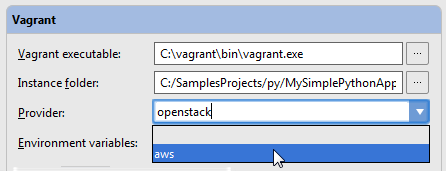 Vagrant
Vagrant executable: C:\vagrant\bin\vagrant.exe ...
Instance folder: C:/SamplesProjects/py/MySimplePythonApp ...
Provider: openstack
Environment variables:
aws